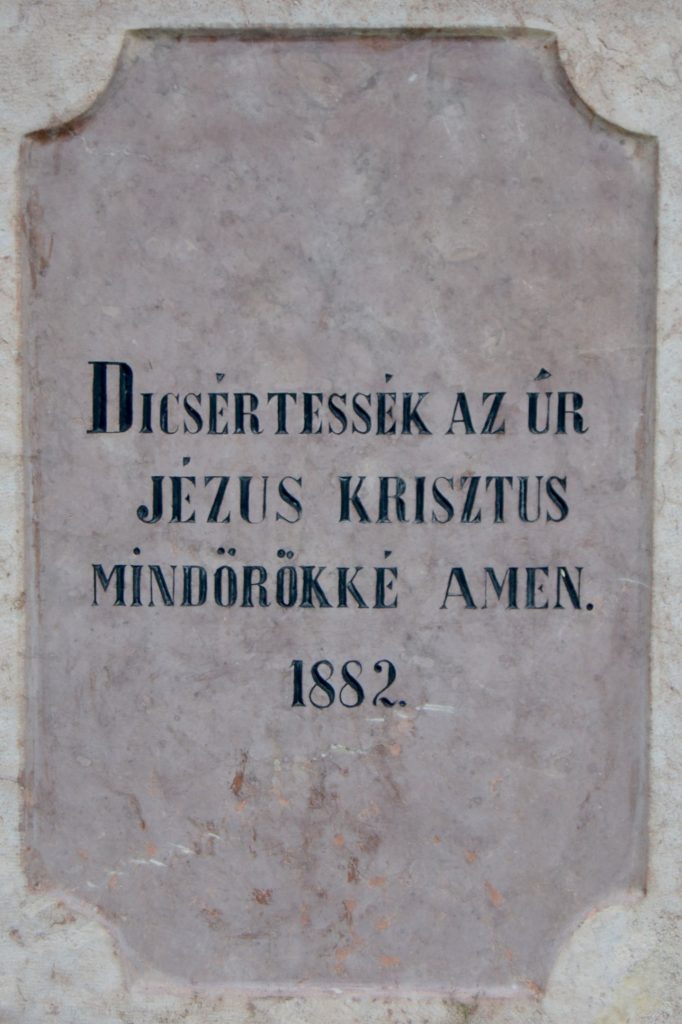 DICSÉRTESSÉK AZ ÚR
JÉZUS KRISZTUS
MINDÖRÖKKÉ AMEN.
1882.